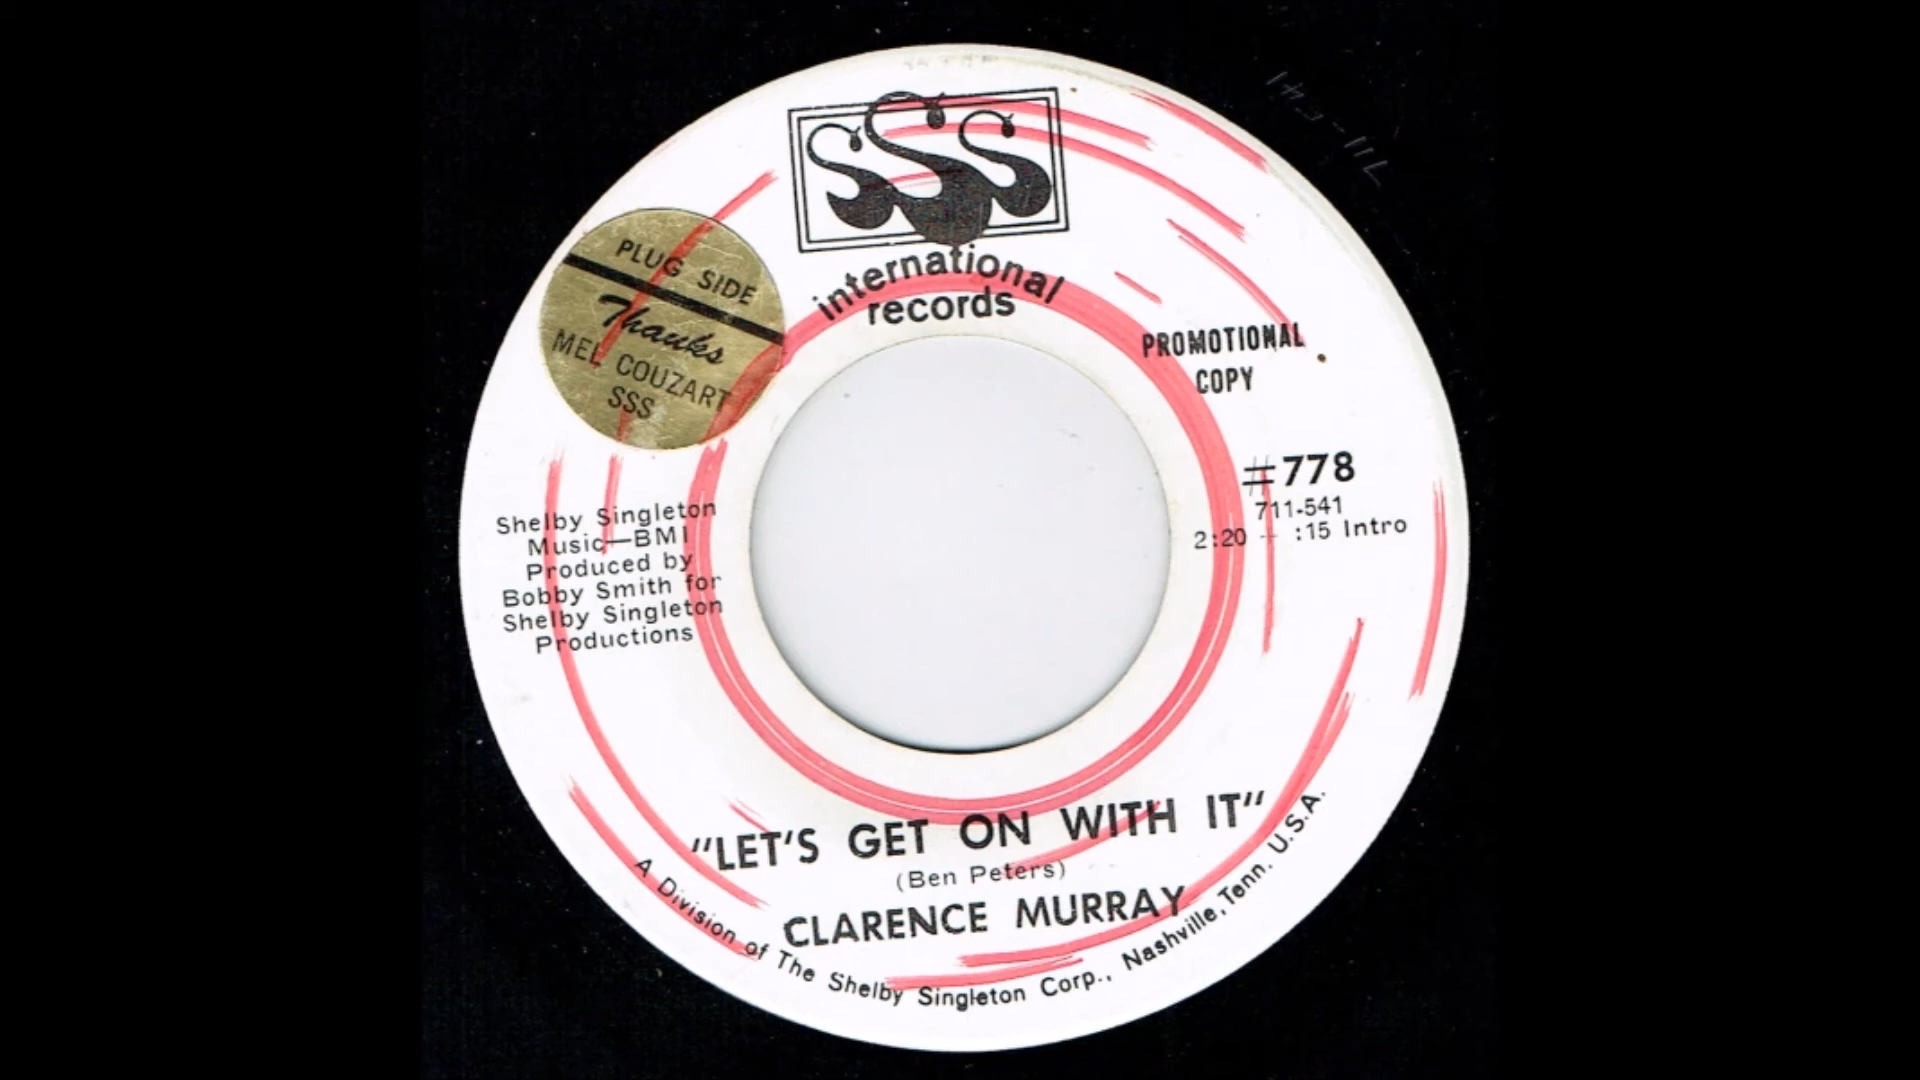 SSS
international
records
PLUG SIDE
Thanks
MEL COUZART
SSS
PROMOTIONAL
COPY
#778
711-541
2:20 - :15 Intro
Shelby Singleton
Music—BMI
Produced by
Bobby Smith for
Shelby Singleton
Productions
"LET'S GET ON WITH IT"
(Ben Peters)
CLARENCE MURRAY
A Division of The Shelby Singleton Corp., Nashville, Tenn. U.S.A.